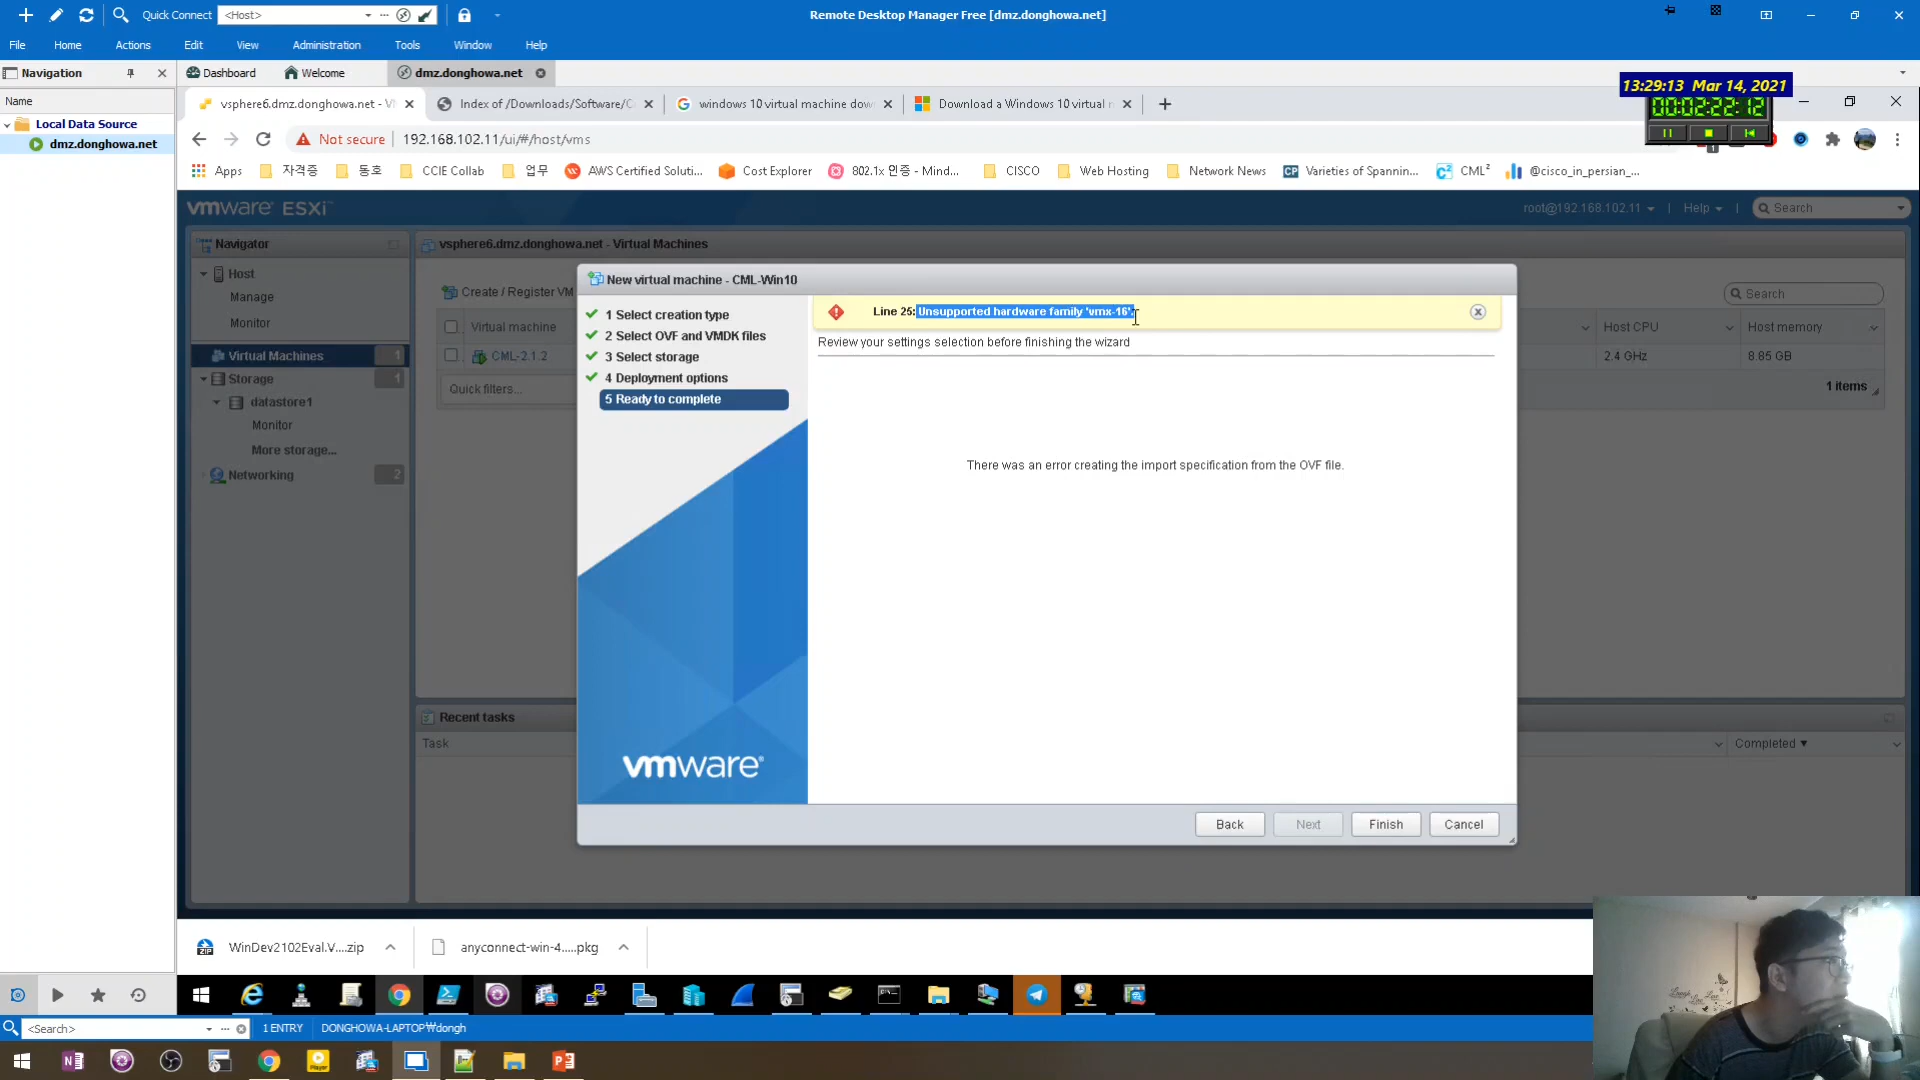 Quick Connect
<Host>
Remote Desktop Manager Free [dmz.donghowa.net]
File
Home
Actions
Edit
View
Administration
Tools
Window
Help
Navigation
Dashboard
Welcome
dmz.donghowa.net
Name
Local Data Source
dmz.donghowa.net
13:29:13 Mar 14, 2021
00:02:22:12
vsphere6.dmz.donghowa.net - V
Index of /Downloads/Software/C
windows 10 virtual machine dow
Download a Windows 10 virtual
Not secure
192.168.102.11/ui/#/host/vms
Apps
자격증
통호
CCIE Collab
업무
AWS Certified Soluti...
Cost Explorer
802.1x 인증 - Mind...
CISCO
Web Hosting
Network News
CP
Varieties of Spannin...
CML²
@cisco_in_persian_...
vmware ESXi
root@192.168.102.11
Help
Search
Navigator
vsphere6.dmz.donghowa.net - Virtual Machines
Host
Manage
Monitor
Virtual Machines
1
Storage
1
datastore1
Monitor
More storage...
Networking
2
Create / Register VM
Search
Virtual machine
Host CPU
Host memory
CML-2.1.2
2.4 GHz
8.85 GB
Quick filters...
1 items
New virtual machine - CML-Win10
1 Select creation type
2 Select OVF and VMDK files
3 Select storage
4 Deployment options
5 Ready to complete
Line 25: Unsupported hardware family 'vmx-16'.
Review your settings selection before finishing the wizard
There was an error creating the import specification from the OVF file.
vmware
Back
Next
Finish
Cancel
Recent tasks
Task
Completed
WinDev2102Eval.V....zip
anyconnect-win-4.....pkg
<Search>
1 ENTRY
DONGHOWA-LAPTOP₩dongh